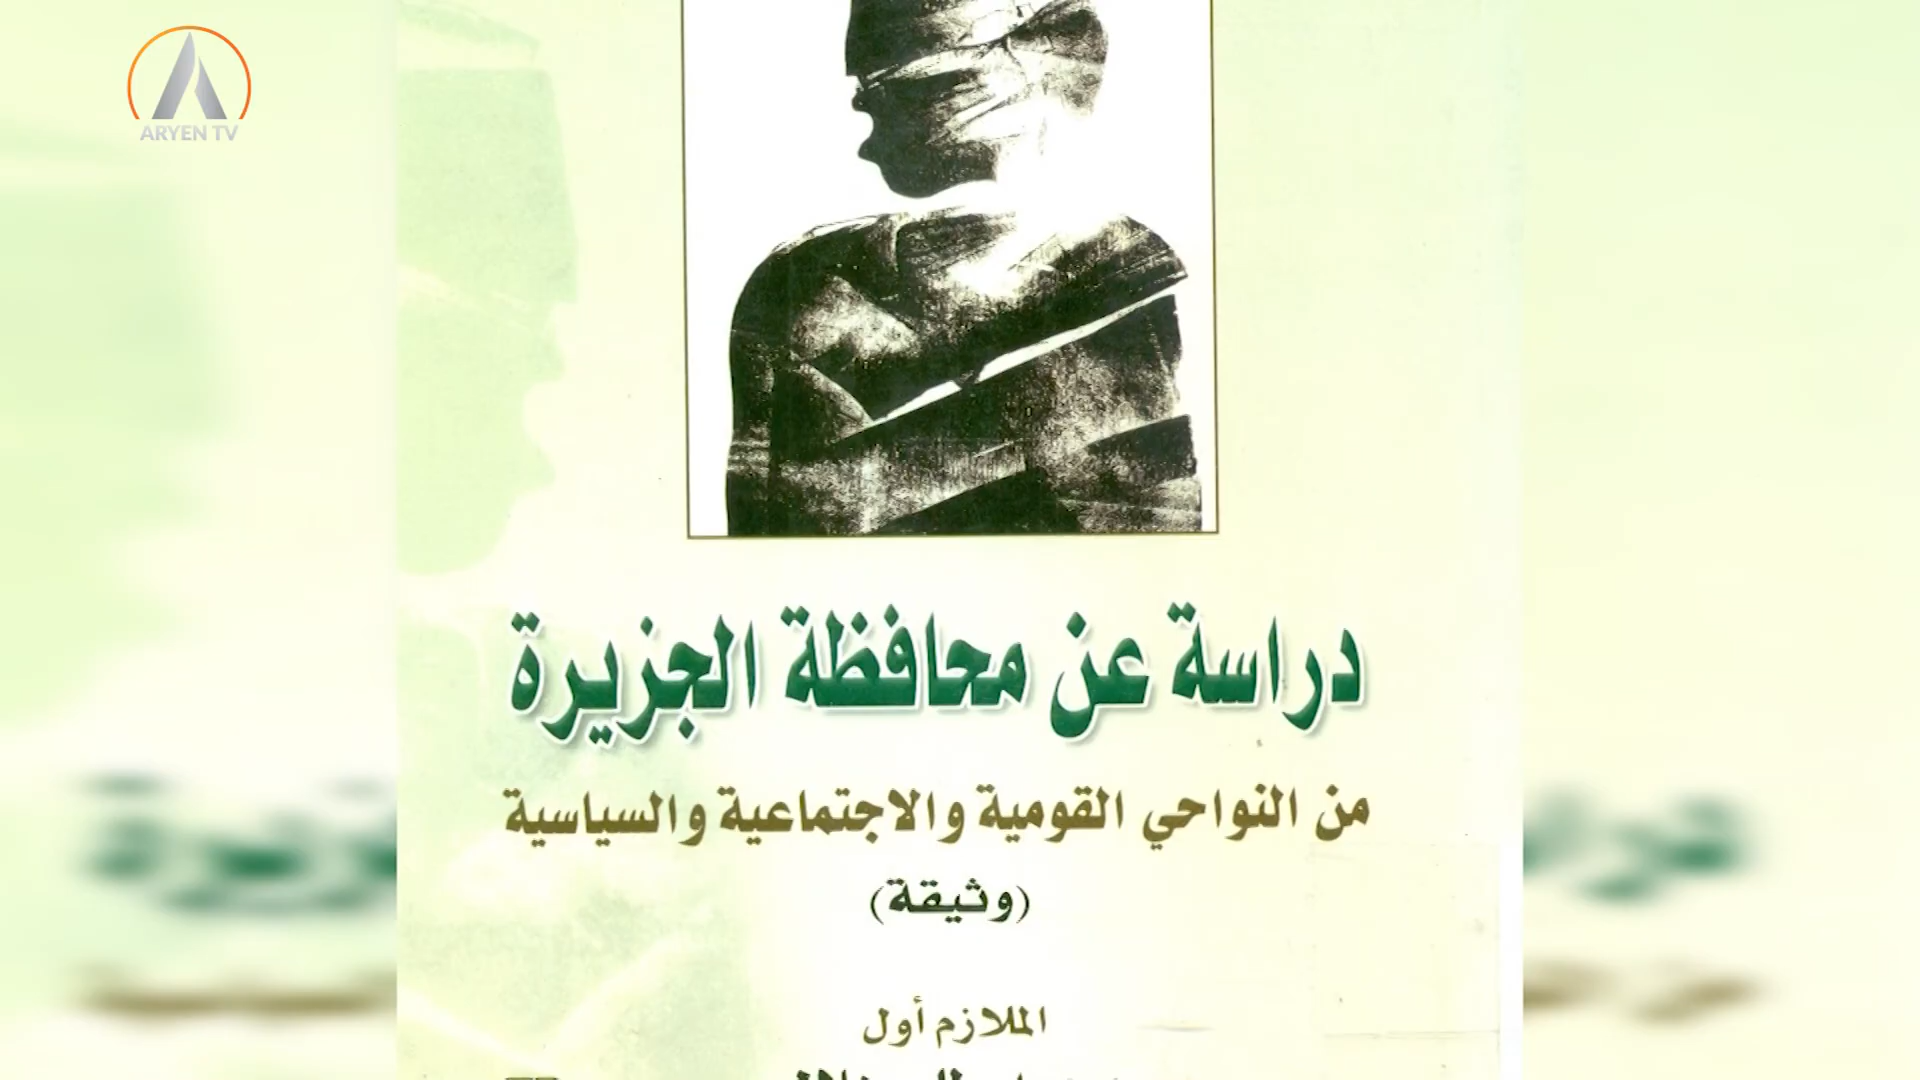 ARYEN TV
دراسة عن محافظة الجزيرة
من النواحي القومية والاجتماعية والسياسية
(وثيقة)
الملازم أول